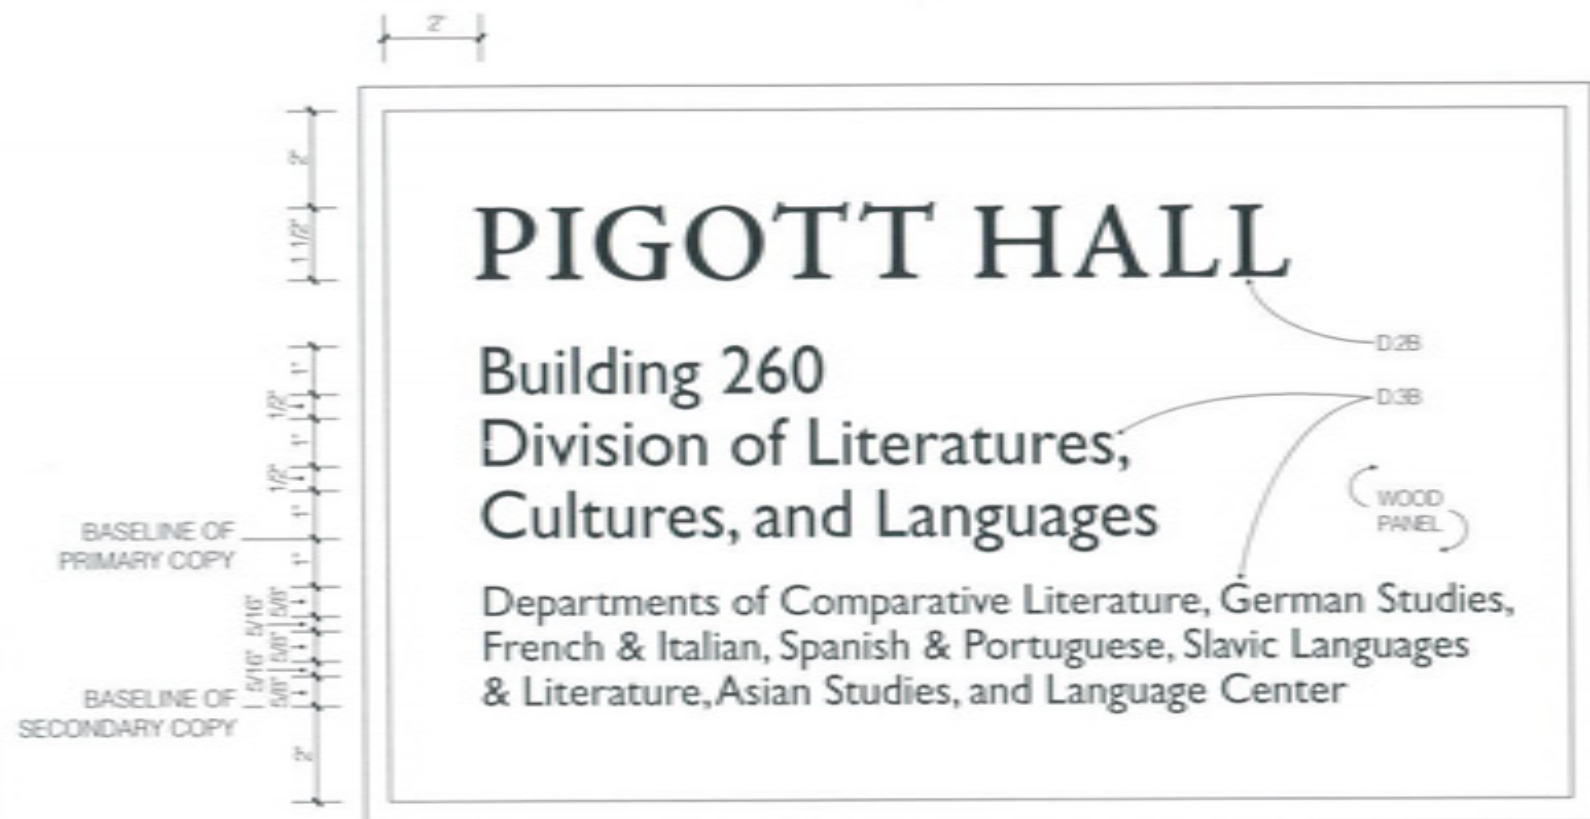 2"
2"
1 1/2"
PIGOTT HALL
D.2B
1"
Building 260
1/2"
D.3B
1"
Division of Literatures,
1/2"
1"
Cultures, and Languages
WOOD
PANEL
BASELINE OF
PRIMARY COPY
1"
5/8"
Departments of Comparative Literature, German Studies,
5/16"
5/8"
French & Italian, Spanish & Portuguese, Slavic Languages
5/16"
5/8"
& Literature, Asian Studies, and Language Center
BASELINE OF
SECONDARY COPY
2"